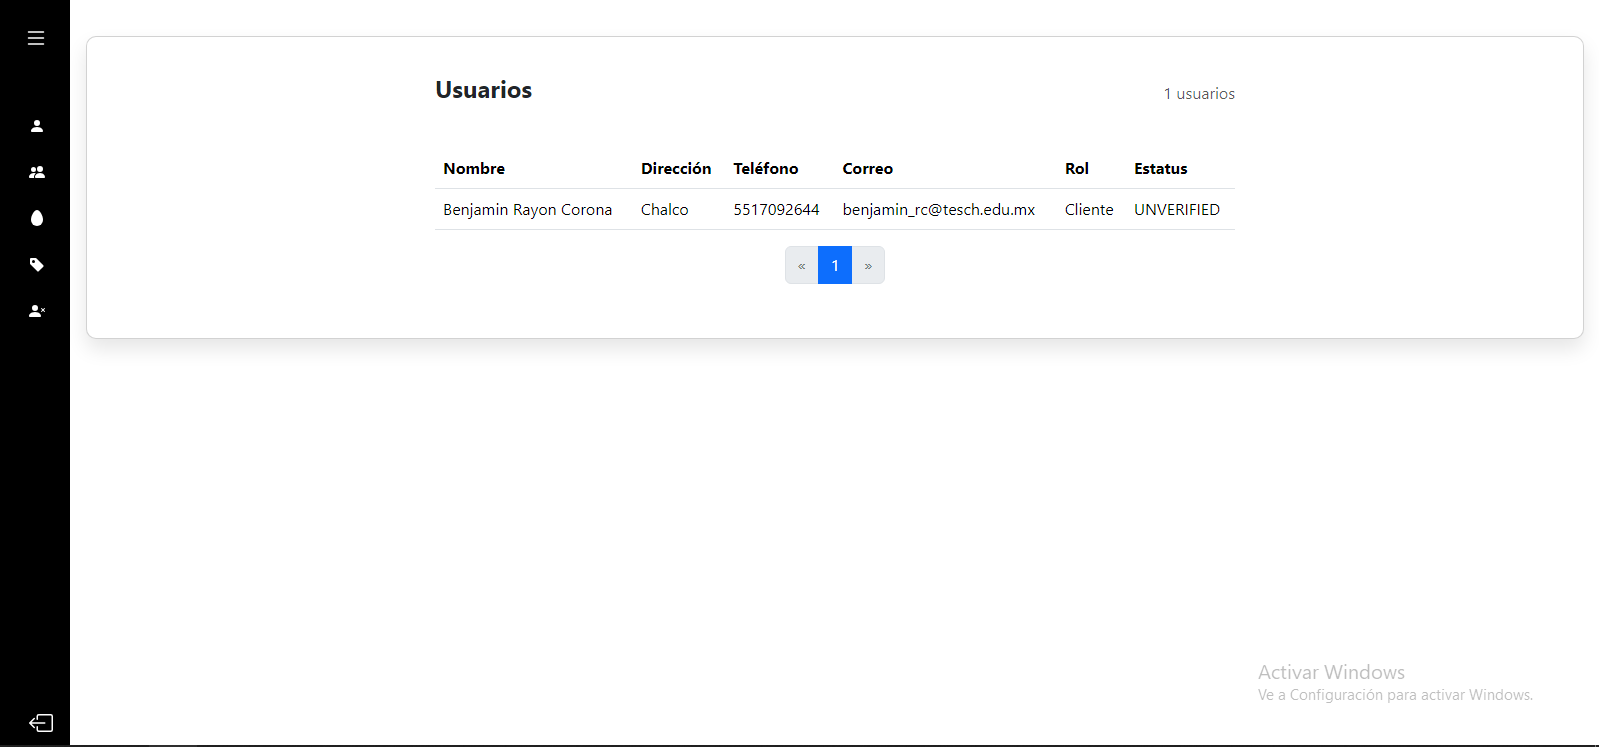 Usuarios 1 usuarios
Nombre Dirección Teléfono Correo Rol Estatus
Benjamin Rayon Corona Chalco 5517092644 benjamin_rc@tesch.edu.mx Cliente UNVERIFIED
« 1 »
Activar Windows
Ve a Configuración para activar Windows.